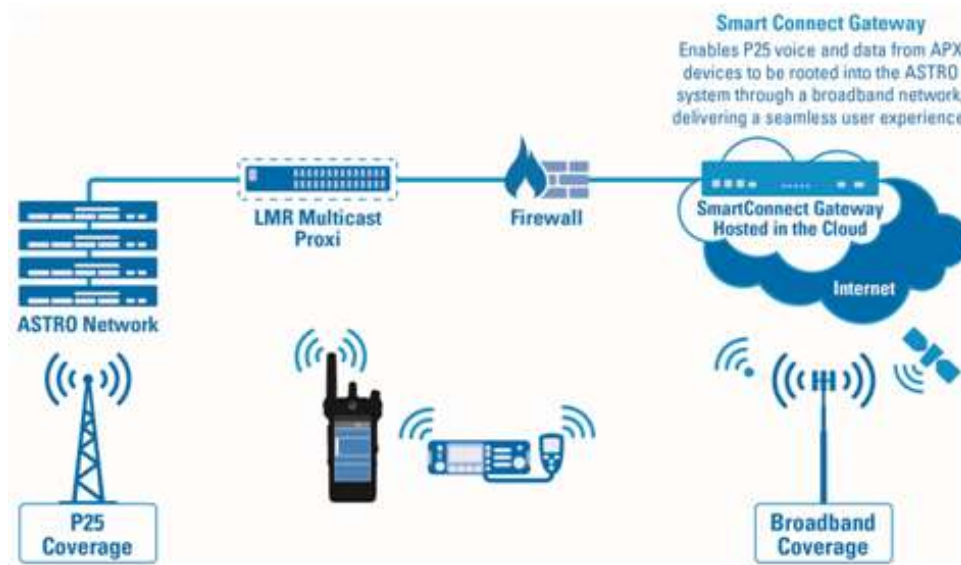 Smart Connect Gateway
Enables P25 voice and data from APX
devices to be rooted into the ASTRO
system through a broadband network,
delivering a seamless user experience
LMR Multicast
Proxi
Firewall
SmartConnect Gateway
Hosted in the Cloud
Internet
ASTRO Network
P25
Coverage
Broadband
Coverage